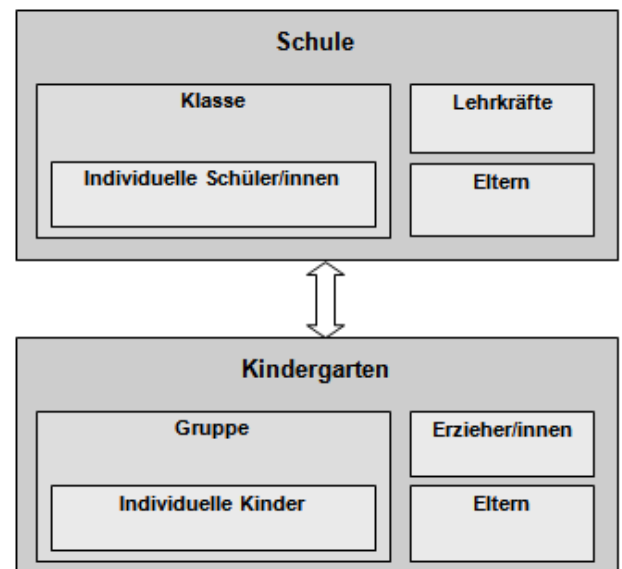 Schule
Klasse
Lehrkräfte
Individuelle Schüler/innen
Eltern
Kindergarten
Gruppe
Erzieher/innen
Individuelle Kinder
Eltern